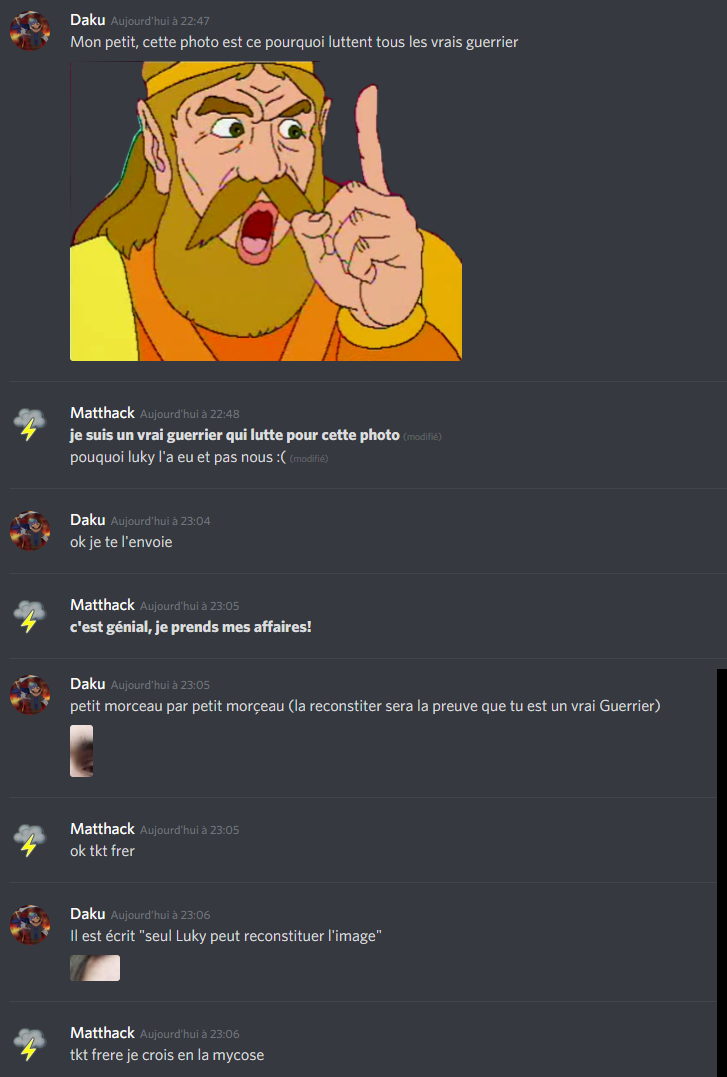 Daku Aujourd'hui à 22:47
Mon petit, cette photo est ce pourquoi luttent tous les vrais guerrier
Matthack Aujourd'hui à 22:48
je suis un vrai guerrier qui lutte pour cette photo (modifié)
pouquoi luky l'a eu et pas nous :( (modifié)
Daku Aujourd'hui à 23:04
ok je te l'envoie
Matthack Aujourd'hui à 23:05
c'est génial, je prends mes affaires!
Daku Aujourd'hui à 23:05
petit morceau par petit morçeau (la reconstiter sera la preuve que tu est un vrai Guerrier)
Matthack Aujourd'hui à 23:05
ok tkt frer
Daku Aujourd'hui à 23:06
Il est écrit "seul Luky peut reconstituer l'image"
Matthack Aujourd'hui à 23:06
tkt frere je crois en la mycose